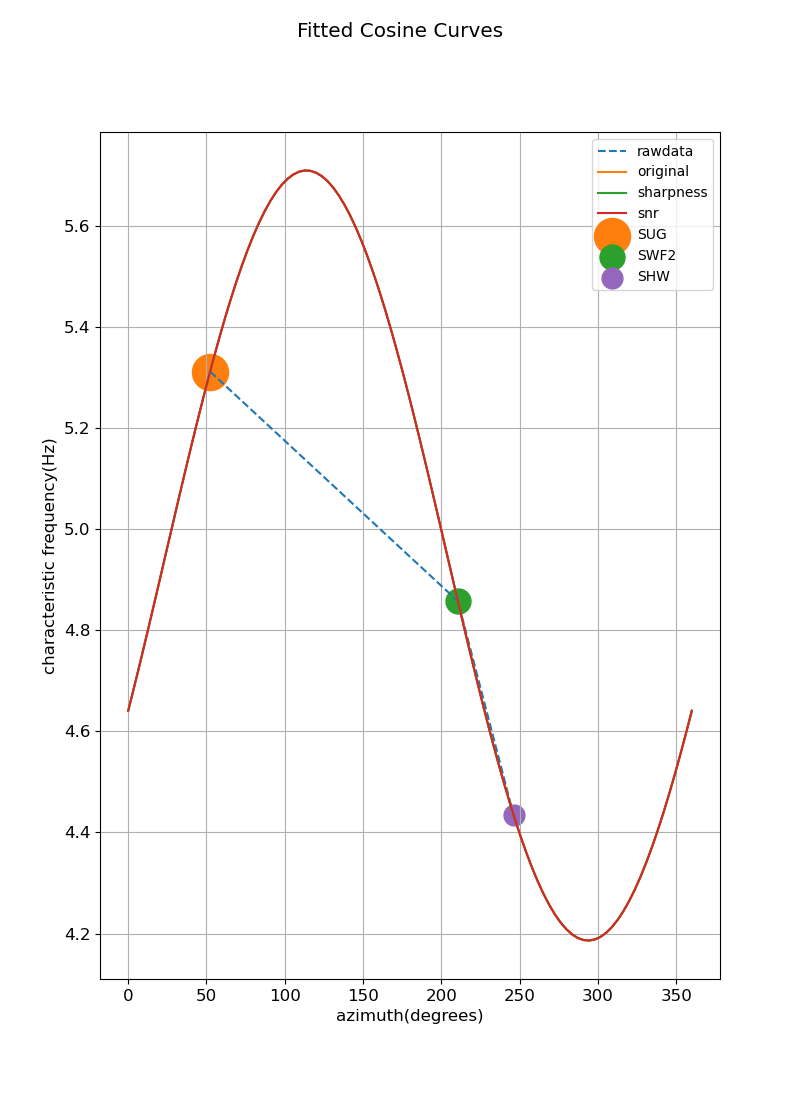 Fitted Cosine Curves
rawdata
original
sharpness
snr
SUG
SWF2
SHW
5.6
5.4
5.2
5.0
4.8
4.6
4.4
4.2
characteristic frequency(Hz)
0 50 100 150 200 250 300 350
azimuth(degrees)